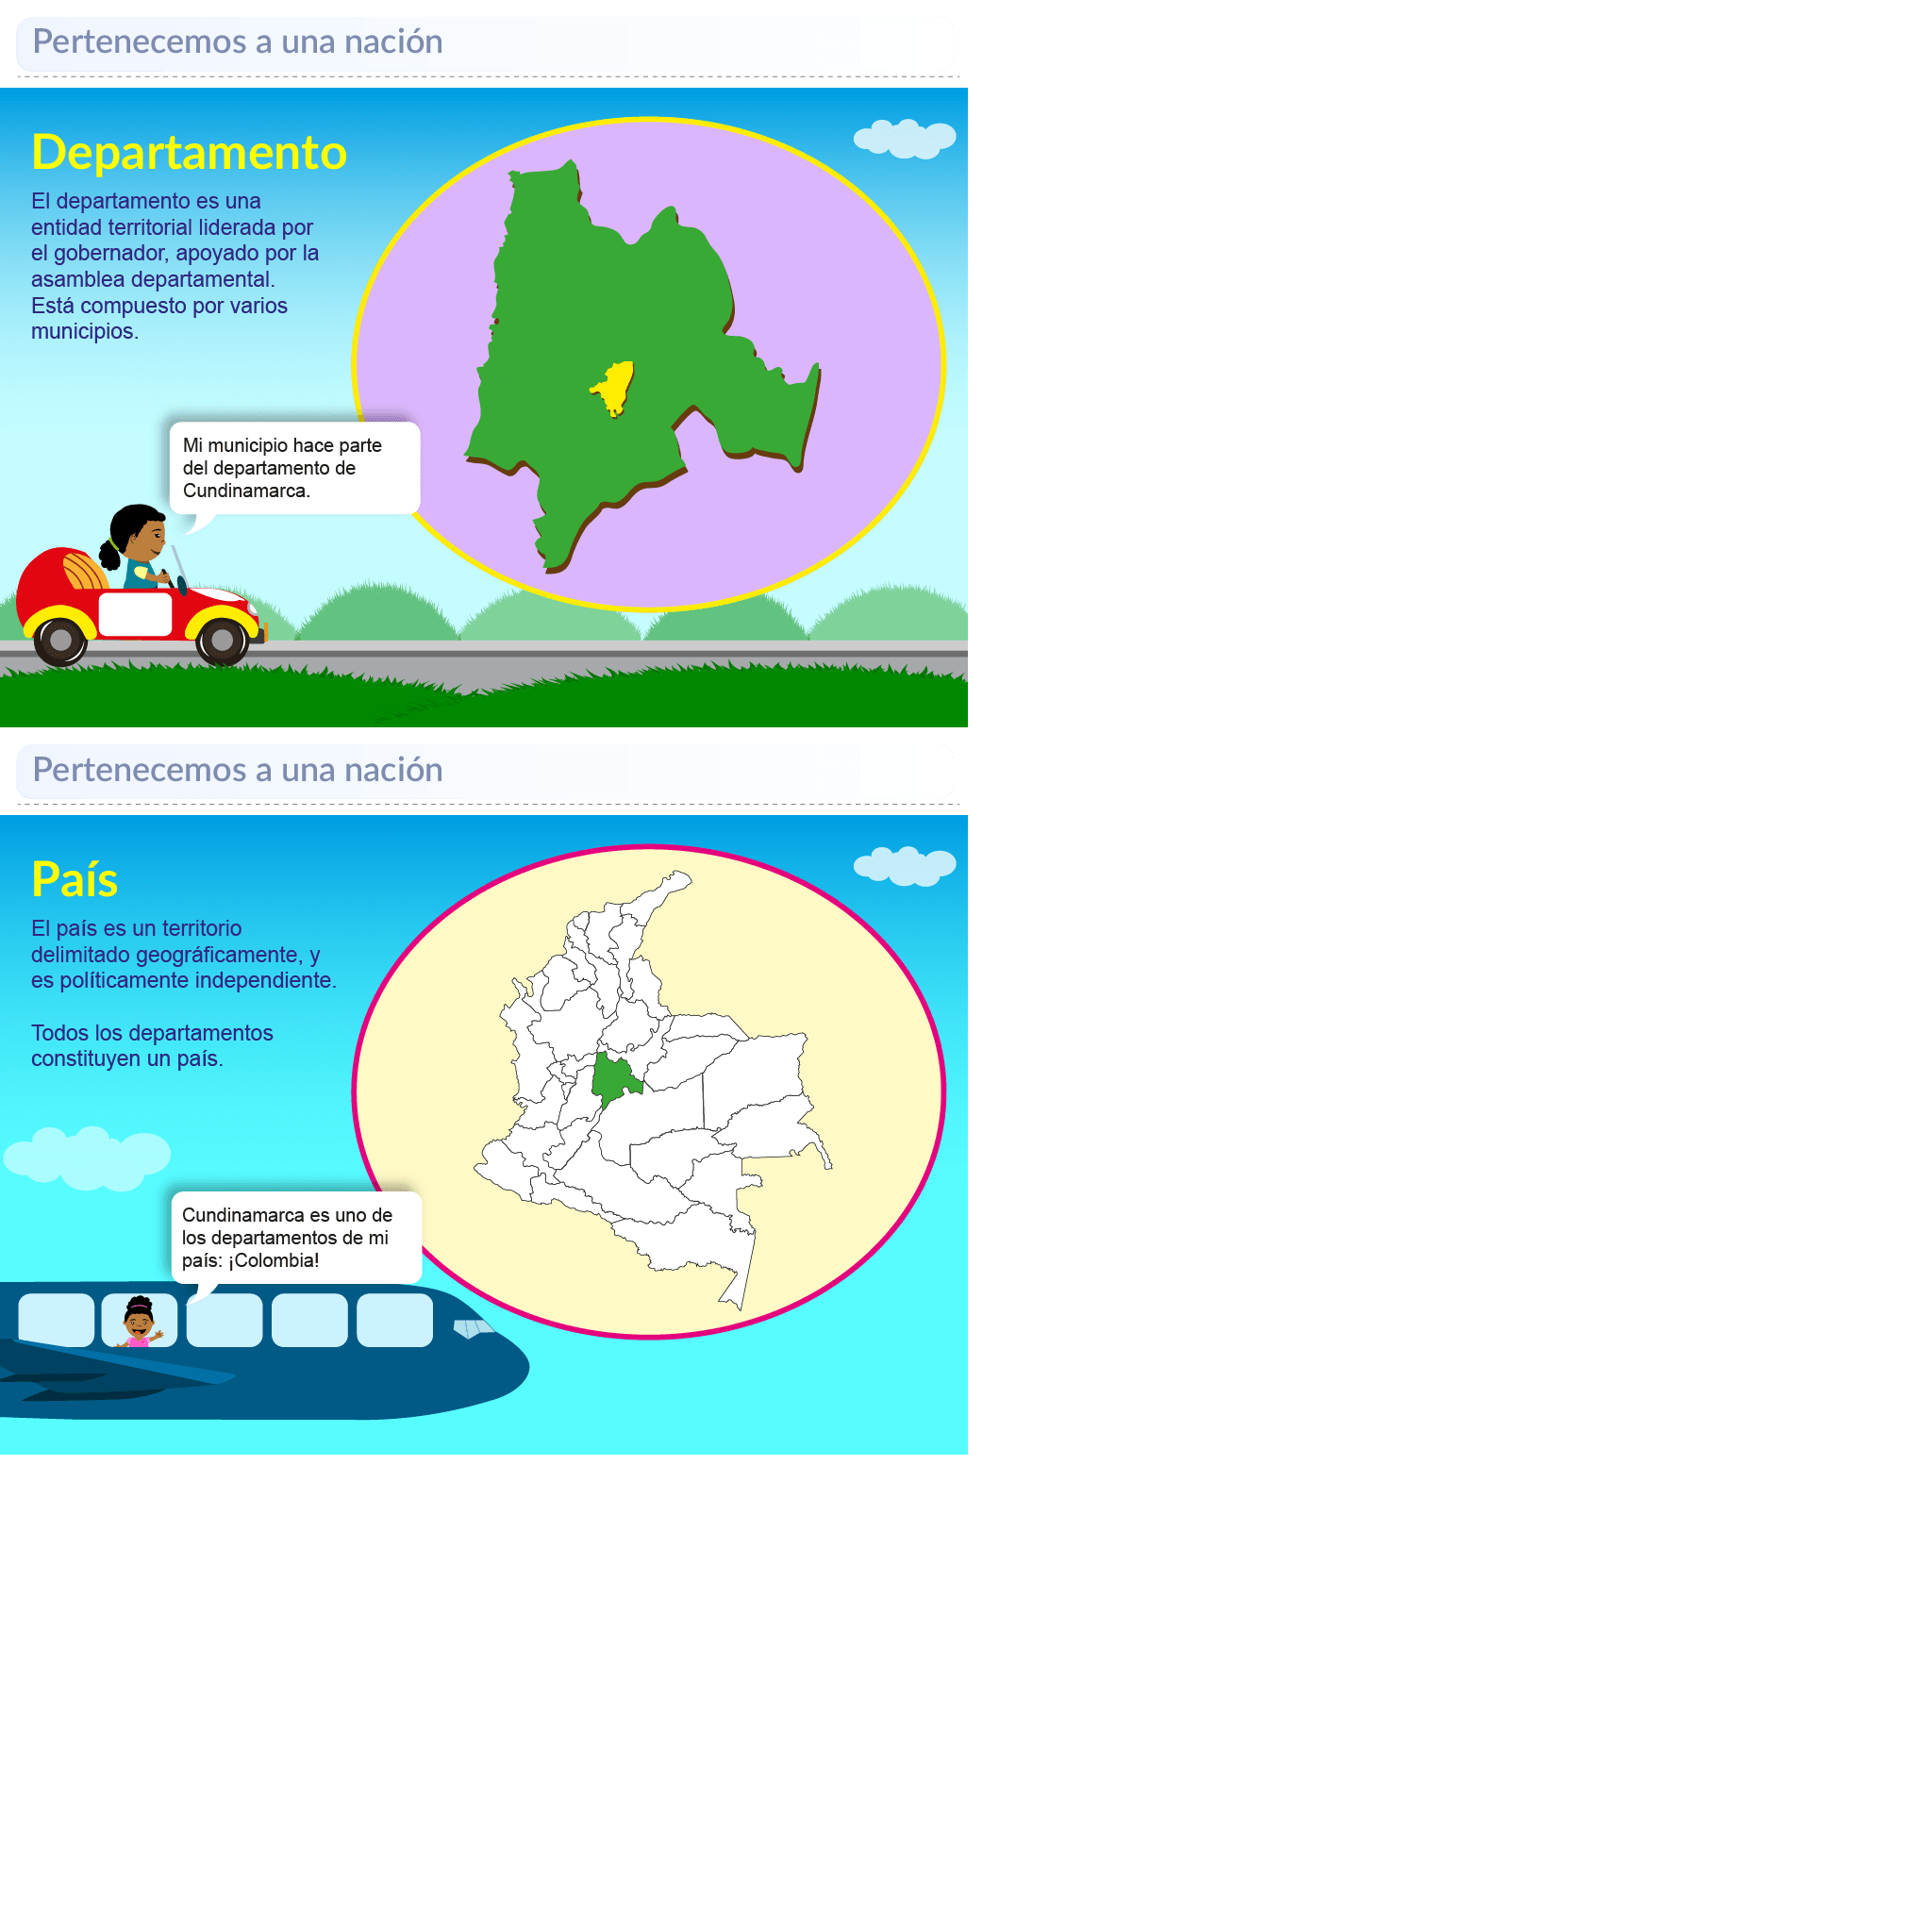 Pertenecemos a una nación
Departamento
El departamento es una
entidad territorial liderada por
el gobernador, apoyado por la
asamblea departamental.
Está compuesto por varios
municipios.
Mi municipio hace parte
del departamento de
Cundinamarca.
Pertenecemos a una nación
País
El país es un territorio
delimitado geográficamente, y
es políticamente independiente.
Todos los departamentos
constituyen un país.
Cundinamarca es uno de
los departamentos de mi
país: ¡Colombia!